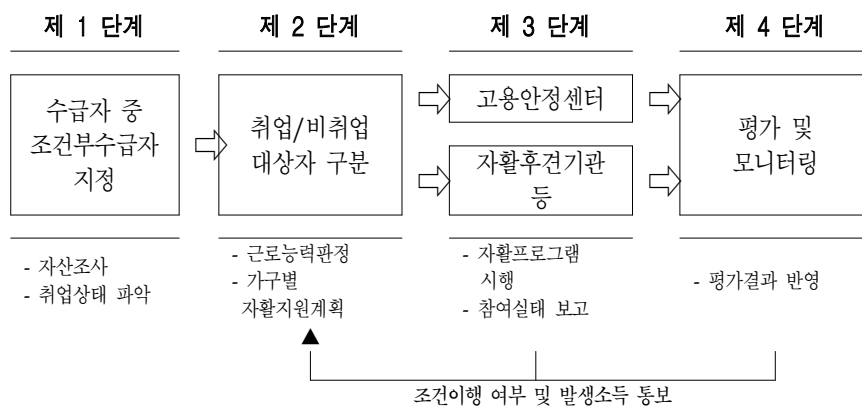 제 1 단계
제 2 단계
제 3 단계
제 4 단계
수급자 중
조건부수급자
지정
취업/비취업
대상자 구분
고용안정센터
자활후견기관
등
평가 및
모니터링
- 자산조사
- 취업상태 파악
- 근로능력판정
- 가구별
자활지원계획
- 자활프로그램
시행
- 참여실태 보고
- 평가결과 반영
조건이행 여부 및 발생소득 통보